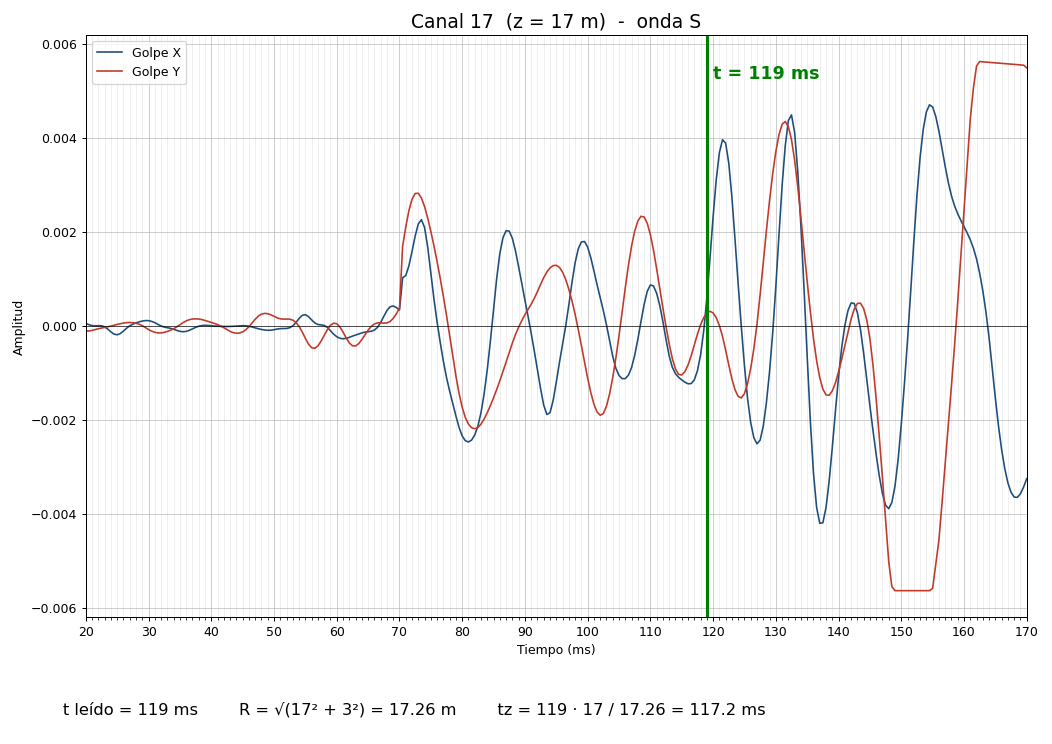 Canal 17 (z = 17 m) - onda S
Golpe X
Golpe Y
t = 119 ms
0.006
0.004
0.002
0.000
−0.002
−0.004
−0.006
Amplitud
20 30 40 50 60 70 80 90 100 110 120 130 140 150 160 170
Tiempo (ms)
t leído = 119 ms R = √(17² + 3²) = 17.26 m tz = 119 · 17 / 17.26 = 117.2 ms